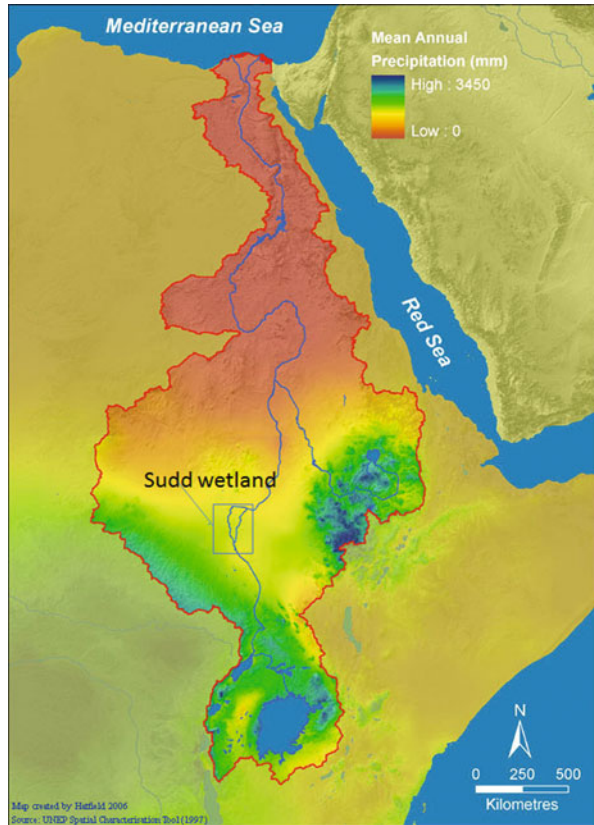 Mediterranean Sea
Mean Annual
Precipitation (mm)
High : 3450
Low : 0
Red Sea
Sudd wetland
N
0 250 500
Kilometres
Map created by Hatfield 2006
Source: UNEP Spatial Characterisation Tool (1997)